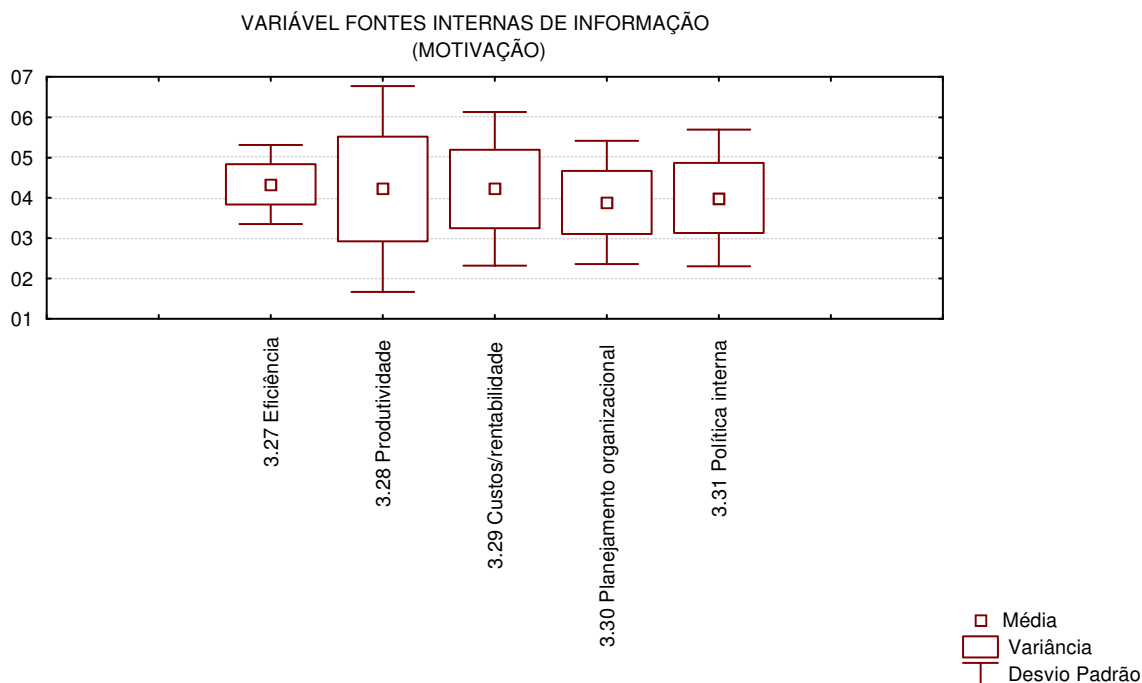 VARIÁVEL FONTES INTERNAS DE INFORMAÇÃO
(MOTIVAÇÃO)
07
06
05
04
03
02
01
3.27 Eficiência
3.28 Produtividade
3.29 Custos/rentabilidade
3.30 Planejamento organizacional
3.31 Política interna
Média
Variância
Desvio Padrão